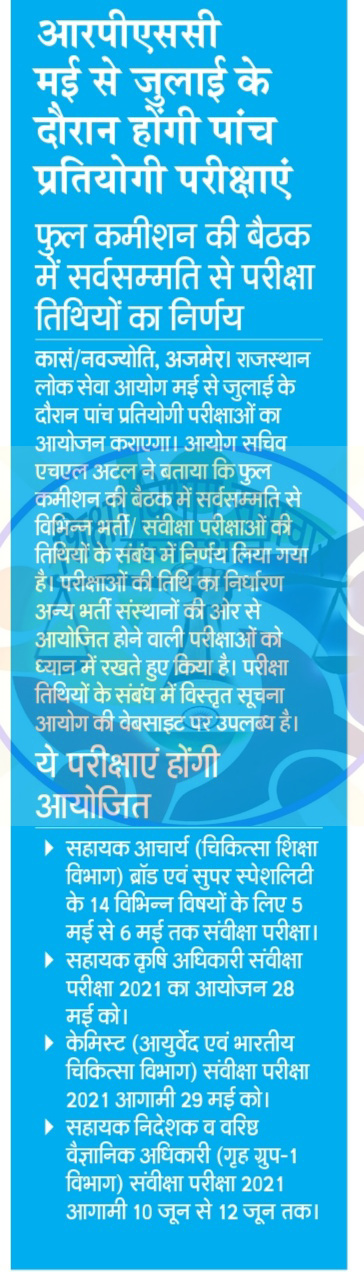 आरपीएससी
मई से जुलाई के
दौरान होंगी पांच
प्रतियोगी परीक्षाएं
फुल कमीशन की बैठक
में सर्वसम्मति से परीक्षा
तिथियों का निर्णय
कासं/नवज्योति, अजमेर। राजस्थान
लोक सेवा आयोग मई से जुलाई के
दौरान पांच प्रतियोगी परीक्षाओं का
आयोजन कराएगा। आयोग सचिव
एचएल अटल ने बताया कि फुल
कमीशन की बैठक में सर्वसम्मति से
विभिन्न भर्ती/ संवीक्षा परीक्षाओं की
तिथियों के संबंध में निर्णय लिया गया
है। परीक्षाओं की तिथि का निर्धारण
अन्य भर्ती संस्थानों की ओर से
आयोजित होने वाली परीक्षाओं को
ध्यान में रखते हुए किया है। परीक्षा
तिथियों के संबंध में विस्तृत सूचना
आयोग की वेबसाइट पर उपलब्ध है।
ये परीक्षाएं होंगी
आयोजित
सहायक आचार्य (चिकित्सा शिक्षा
विभाग) ब्रॉड एवं सुपर स्पेशलिटी
के 14 विभिन्न विषयों के लिए 5
मई से 6 मई तक संवीक्षा परीक्षा।
सहायक कृषि अधिकारी संवीक्षा
परीक्षा 2021 का आयोजन 28
मई को।
केमिस्ट (आयुर्वेद एवं भारतीय
चिकित्सा विभाग) संवीक्षा परीक्षा
2021 आगामी 29 मई को।
सहायक निदेशक व वरिष्ठ
वैज्ञानिक अधिकारी (गृह ग्रुप-1
विभाग) संवीक्षा परीक्षा 2021
आगामी 10 जून से 12 जून तक।